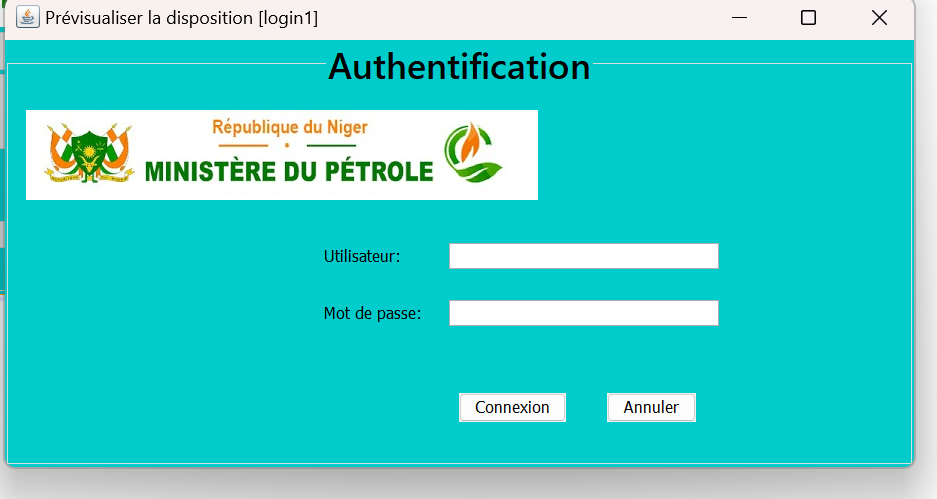 Prévisualiser la disposition [login1]
Authentification
République du Niger
MINISTÈRE DU PÉTROLE
Utilisateur:
Mot de passe:
Connexion Annuler